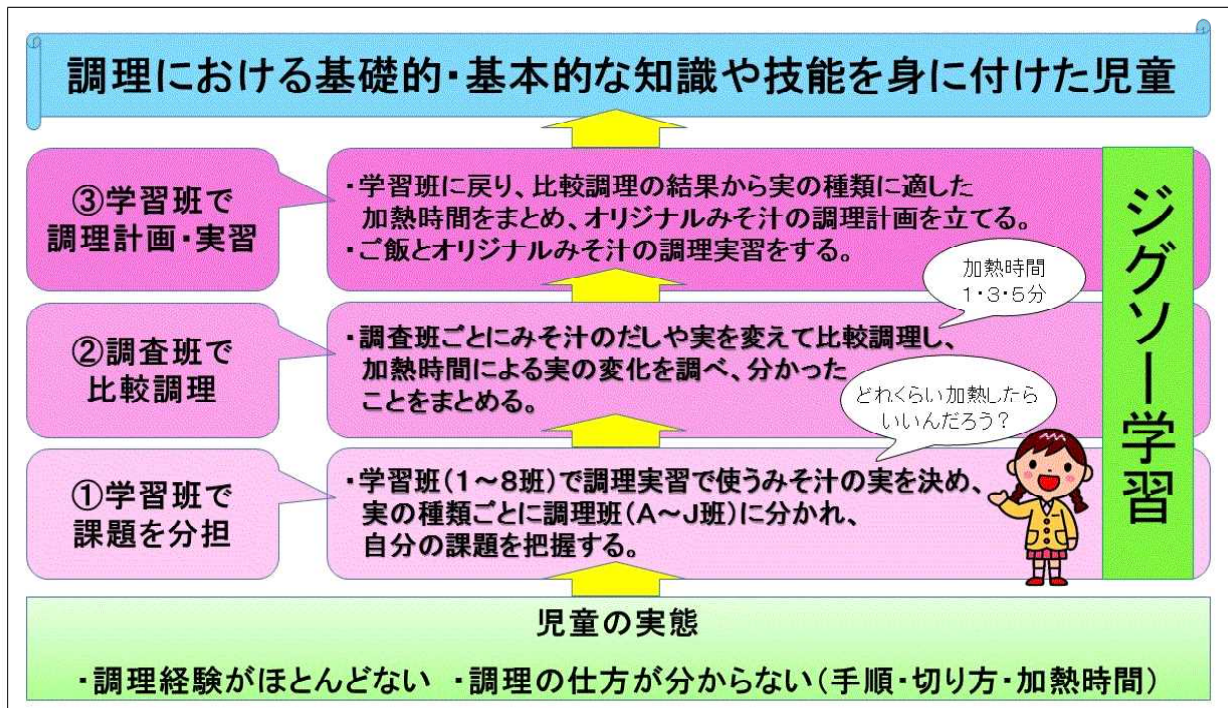 調理における基礎的・基本的な知識や技能を身に付けた児童
③学習班で
調理計画・実習
・学習班に戻り、比較調理の結果から実の種類に適した
加熱時間をまとめ、オリジナルみそ汁の調理計画を立てる。
・ご飯とオリジナルみそ汁の調理実習をする。
加熱時間
1・3・5分
②調査班で
比較調理
・調査班ごとにみそ汁のだしや実を変えて比較調理し、
加熱時間による実の変化を調べ、分かった
ことをまとめる。
どれくらい加熱したら
いいんだろう?
①学習班で
課題を分担
・学習班(1~8班)で調理実習で使うみそ汁の実を決め、
実の種類ごとに調理班(A~J班)に分かれ、
自分の課題を把握する。
ジグソー学習
児童の実態
・調理経験がほとんどない ・調理の仕方が分からない(手順・切り方・加熱時間)